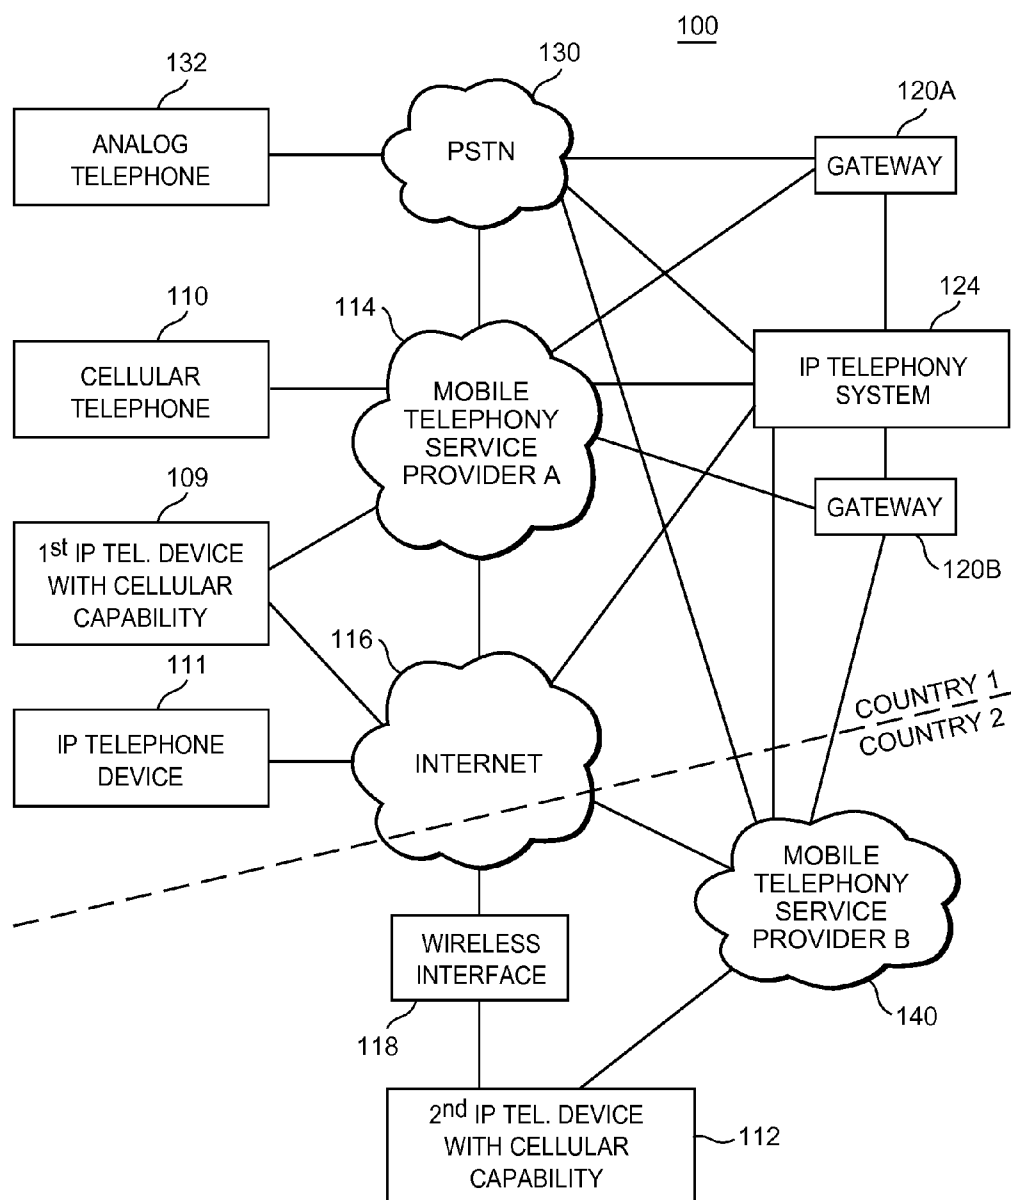 100
132
130
120A
ANALOG
TELEPHONE
PSTN
GATEWAY
110
114
124
CELLULAR
TELEPHONE
MOBILE
TELEPHONY
SERVICE
PROVIDER A
IP TELEPHONY
SYSTEM
109
1st IP TEL. DEVICE
WITH CELLULAR
CAPABILITY
GATEWAY
120B
116
111
IP TELEPHONE
DEVICE
INTERNET
COUNTRY 1
COUNTRY 2
MOBILE
TELEPHONY
SERVICE
PROVIDER B
140
WIRELESS
INTERFACE
118
2nd IP TEL. DEVICE
WITH CELLULAR
CAPABILITY
112